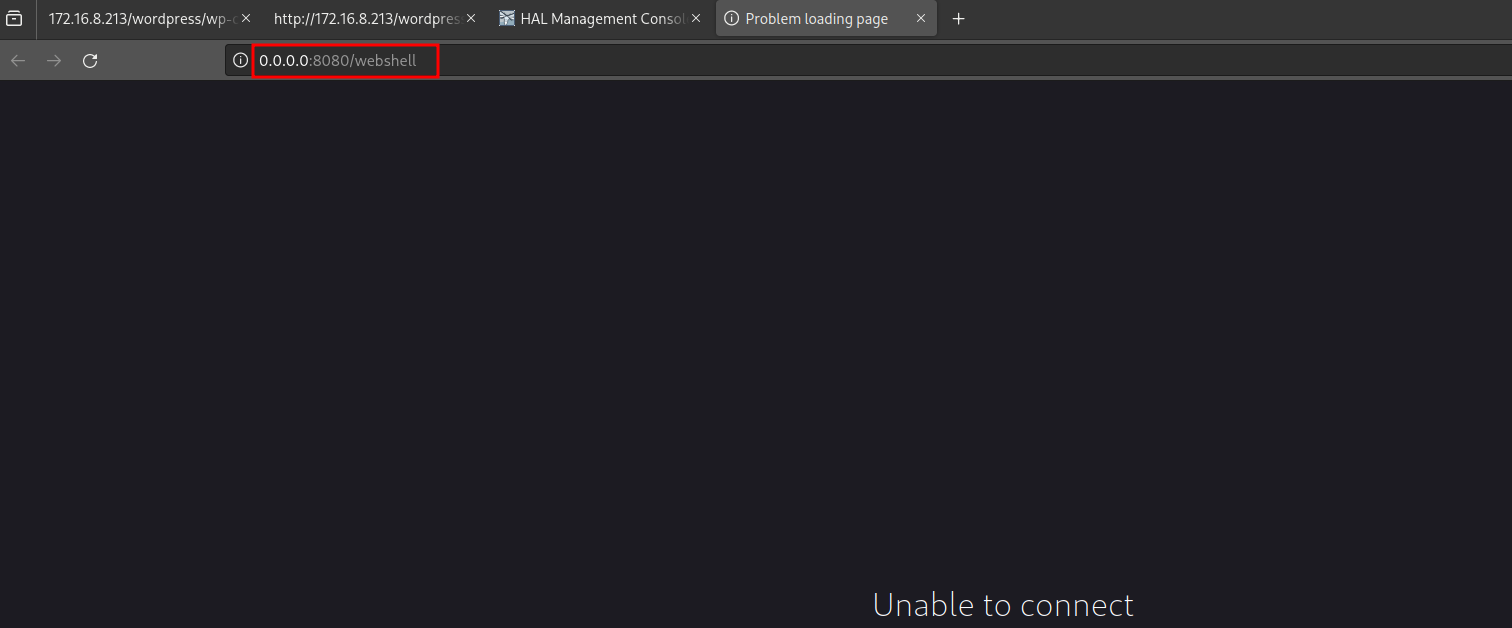 172.16.8.213/wordpress/wp-
http://172.16.8.213/wordpres
HAL Management Consol
Problem loading page
0.0.0.0:8080/webshell
Unable to connect